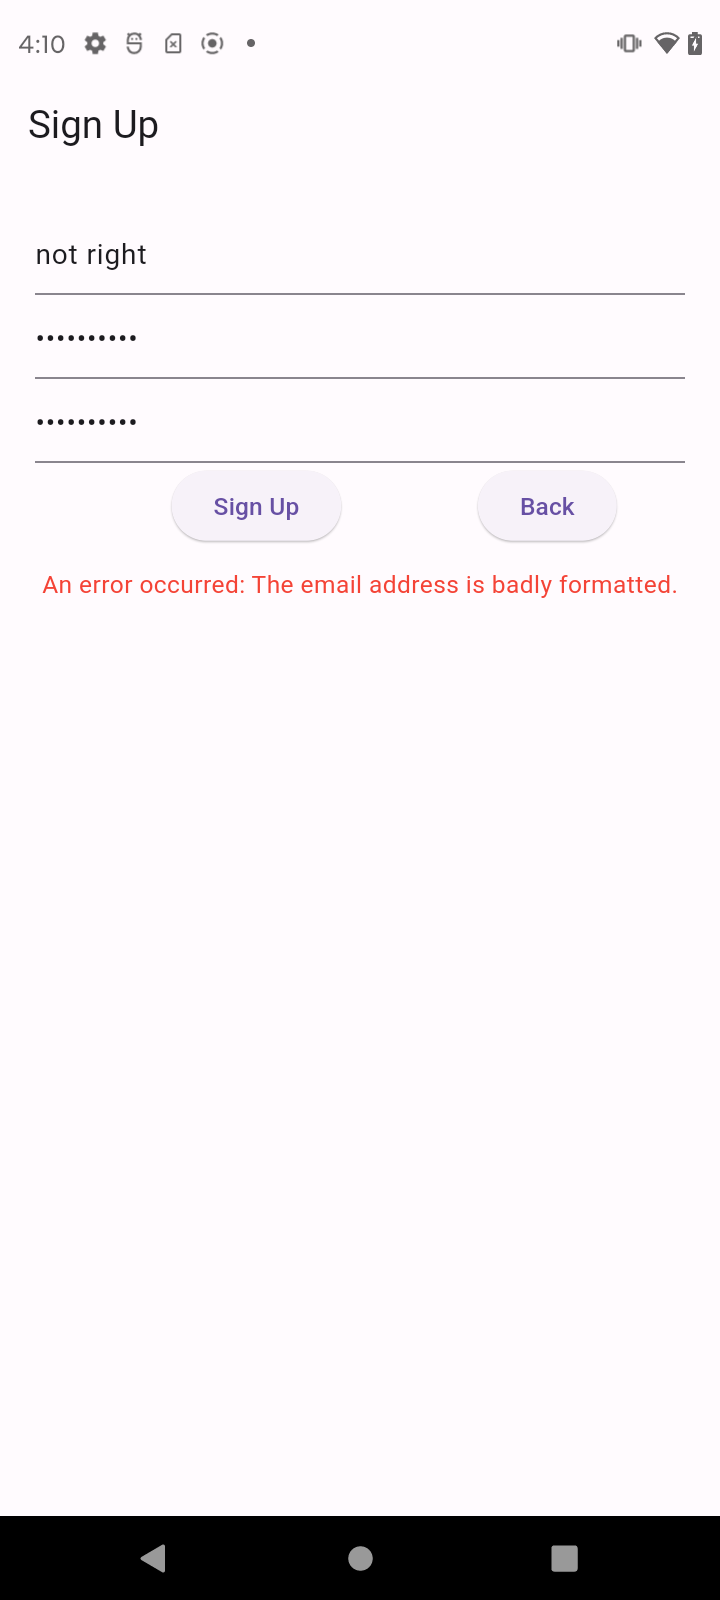 4:10
Sign Up
not right
••••••••••
••••••••••
Sign Up
Back
An error occurred: The email address is badly formatted.